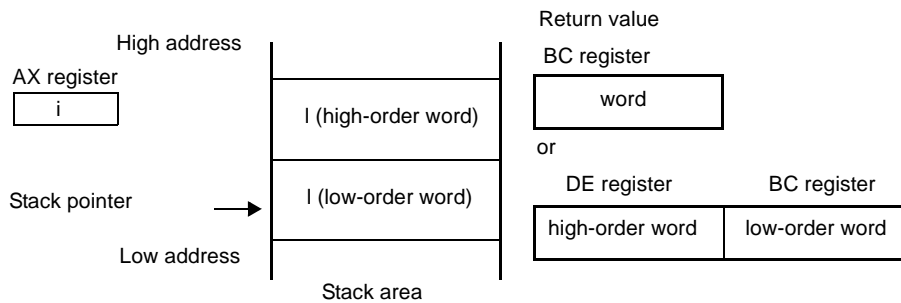 Return value
High address
BC register
AX register
i
word
l (high-order word)
or
DE register
BC register
Stack pointer
l (low-order word)
high-order word
low-order word
Low address
Stack area